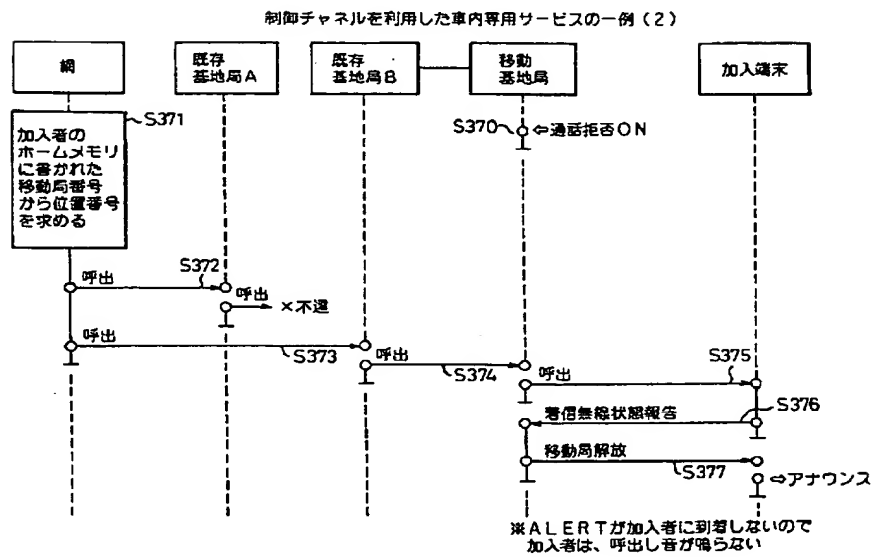 制御チャネルを利用した車内専用サービスの一例(2)
網
既存
基地局A
既存
基地局B
移動
基地局
加入端末
S371
加入者の
ホームメモリ
に書かれた
移動局番号
から位置番号
を求める
S370
⇦通話拒否ON
呼出
S372
呼出
×不達
呼出
S373
呼出
S374
呼出
S375
着信無線状態報告
S376
移動局解放
S377
⇨アナウンス
※ALERTが加入者に到着しないので
加入者は、呼出し音が鳴らない